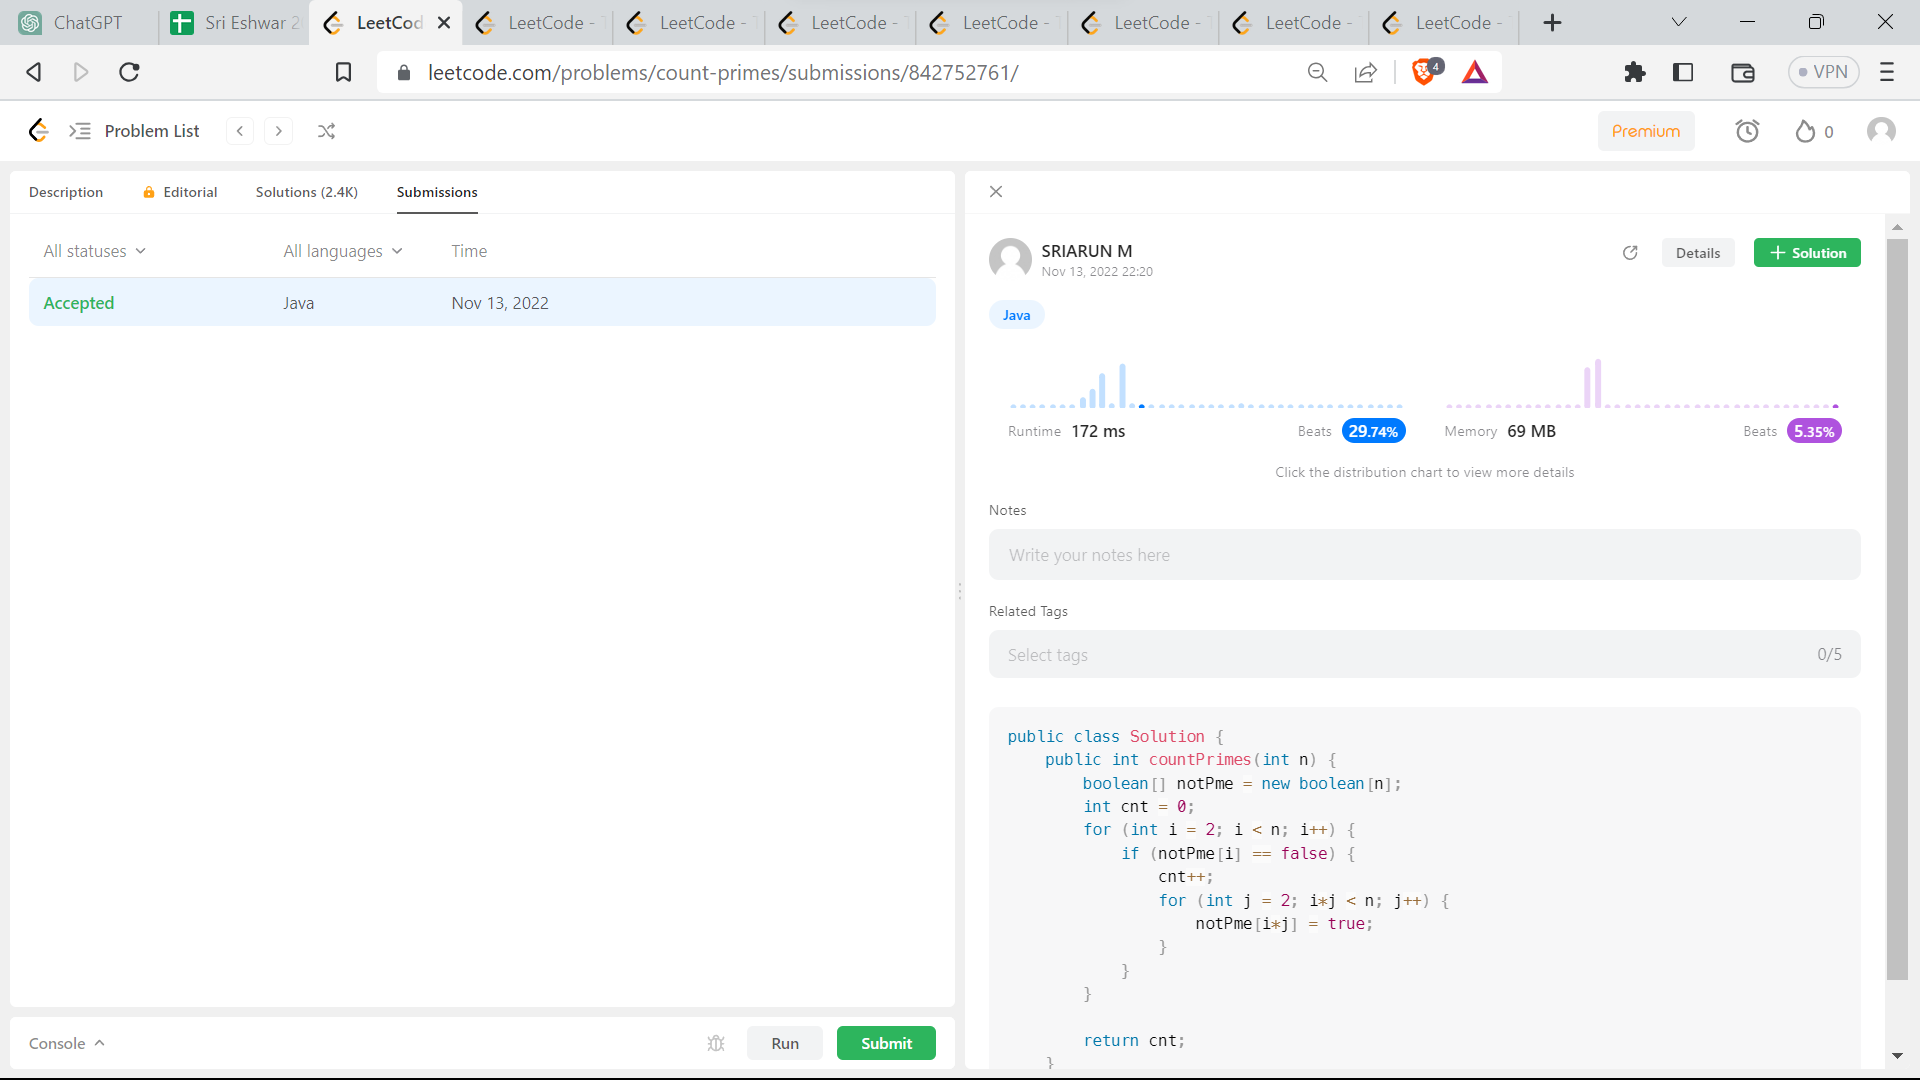 ChatGPT
Sri Eshwar 2
LeetCod
LeetCode -
LeetCode -
LeetCode -
LeetCode -
LeetCode -
LeetCode -
LeetCode -
leetcode.com/problems/count-primes/submissions/842752761/
4
VPN
Problem List
Premium
0
Description
Editorial
Solutions (2.4K)
Submissions
All statuses
All languages
Time
Accepted
Java
Nov 13, 2022
Console
Run
Submit
SRIARUN M
Nov 13, 2022 22:20
Details
Solution
Java
Runtime 172 ms
Beats 29.74%
Memory 69 MB
Beats 5.35%
Click the distribution chart to view more details
Notes
Write your notes here
Related Tags
Select tags
0/5
public class Solution {
    public int countPrimes(int n) {
        boolean[] notPme = new boolean[n];
        int cnt = 0;
        for (int i = 2; i < n; i++) {
            if (notPme[i] == false) {
                cnt++;
                for (int j = 2; i*j < n; j++) {
                    notPme[i*j] = true;
                }
            }
        }

        return cnt;
    }